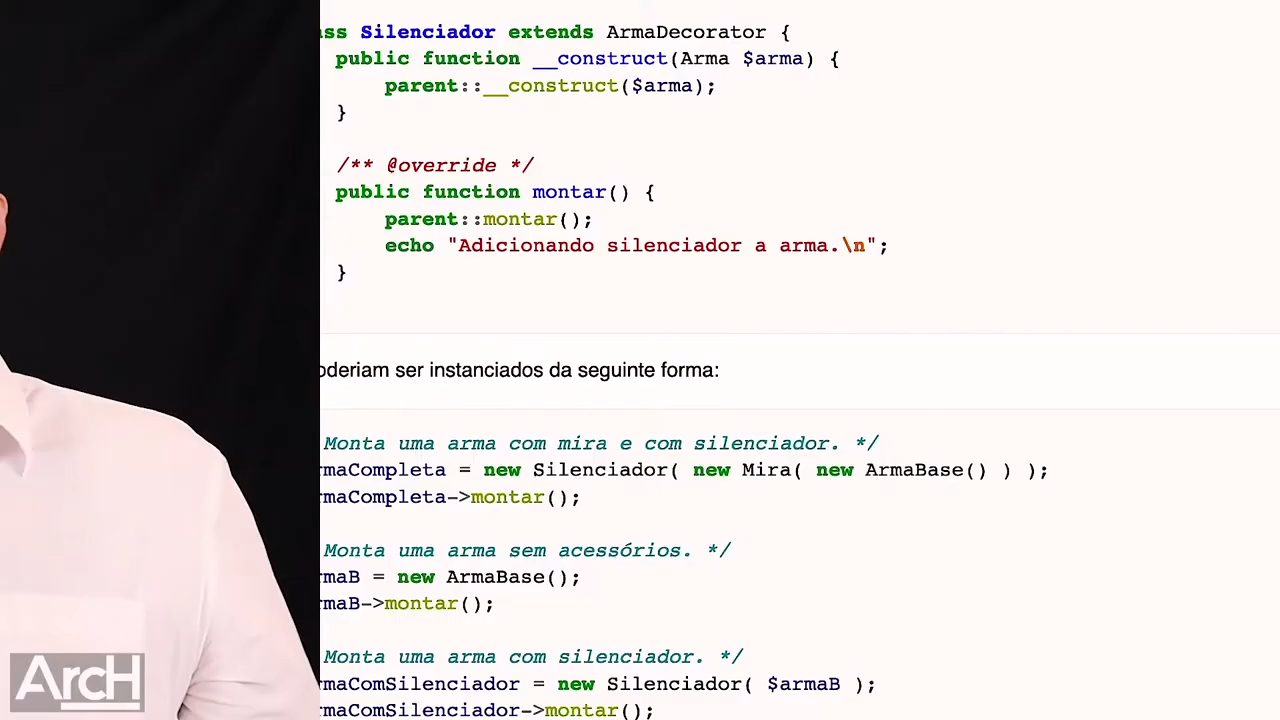 ss Silenciador extends ArmaDecorator {
public function __construct(Arma $arma) {
parent::__construct($arma);
}
/** @override */
public function montar() {
parent::montar();
echo "Adicionando silenciador a arma.\n";
}
oderiam ser instanciados da seguinte forma:
Monta uma arma com mira e com silenciador. */
rmaCompleta = new Silenciador( new Mira( new ArmaBase() ) );
rmaCompleta->montar();
Monta uma arma sem acessórios. */
rmaB = new ArmaBase();
rmaB->montar();
Monta uma arma com silenciador. */
rmaComSilenciador = new Silenciador( $armaB );
rmaComSilenciador->montar();
ArcH